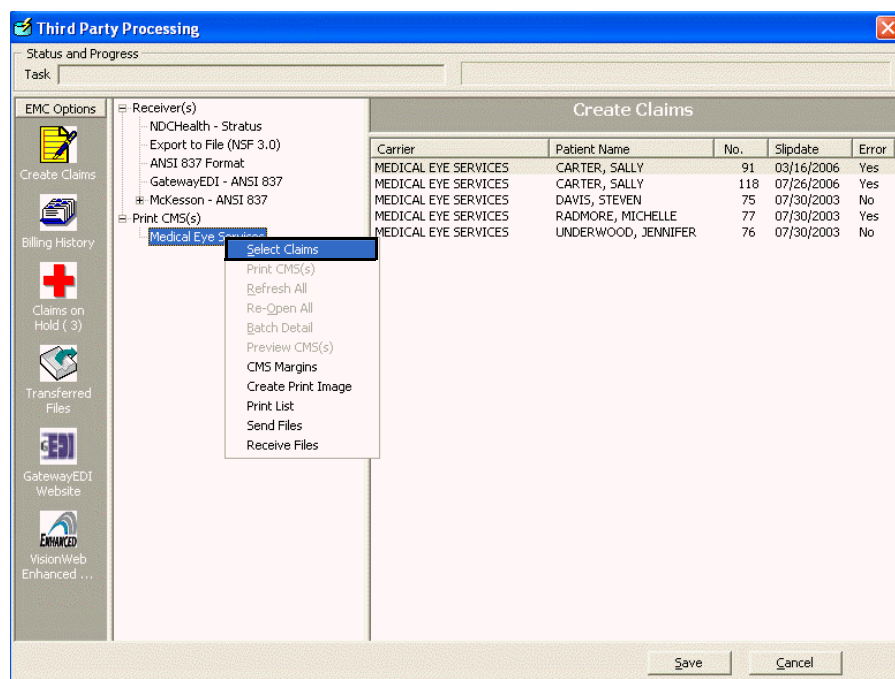 Third Party Processing
Status and Progress
Task
EMC Options
Create Claims
Billing History
Claims on
Hold ( 3)
Transferred
Files
GEDI
GatewayEDI
Website
ENHANCED
VisionWeb
Enhanced ...
Receiver(s)
NDCHealth - Stratus
Export to File (NSF 3.0)
ANSI 837 Format
GatewayEDI - ANSI 837
McKesson - ANSI 837
Print CMS(s)
Medical Eye Services
Select Claims
Print CMS(s)
Refresh All
Re-Open All
Batch Detail
Preview CMS(s)
CMS Margins
Create Print Image
Print List
Send Files
Receive Files
Create Claims
Carrier Patient Name No. Slipdate Error
MEDICAL EYE SERVICES CARTER, SALLY 91 03/16/2006 Yes
MEDICAL EYE SERVICES CARTER, SALLY 118 07/26/2006 Yes
MEDICAL EYE SERVICES DAVIS, STEVEN 75 07/30/2003 No
MEDICAL EYE SERVICES RADMORE, MICHELLE 77 07/30/2003 Yes
MEDICAL EYE SERVICES UNDERWOOD, JENNIFER 76 07/30/2003 No
Save
Cancel